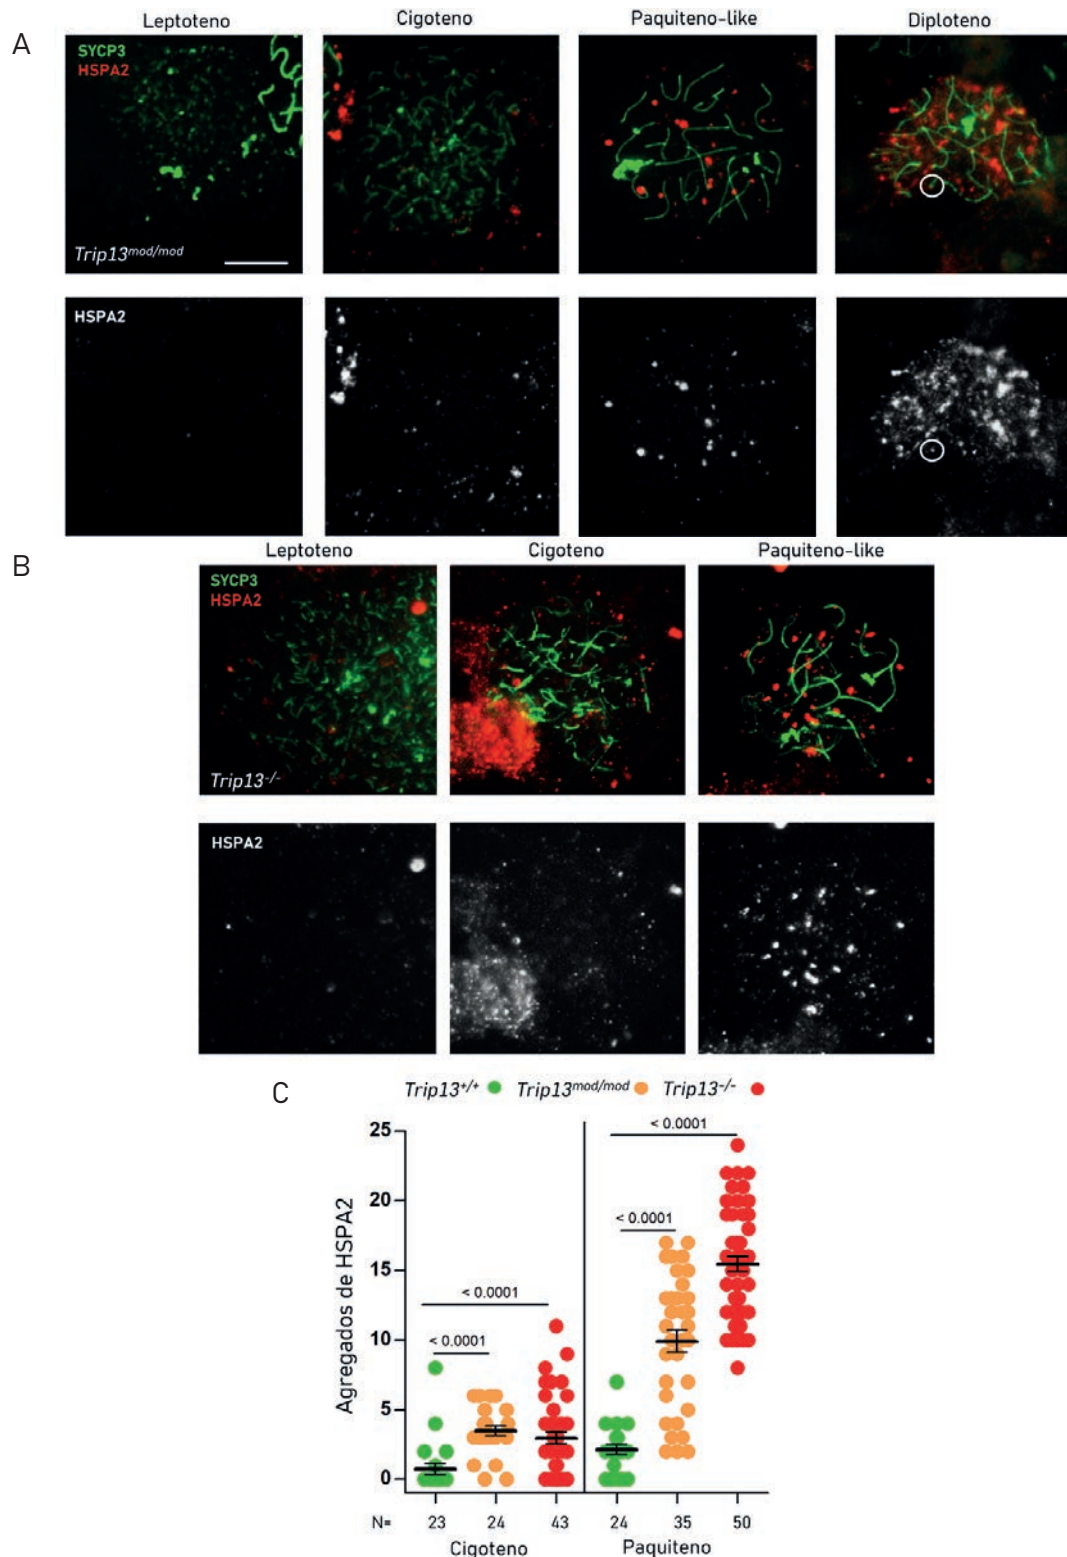 A
Leptoteno Cigoteno Paquiteno-like Diploteno
SYCP3
HSPA2
Trip13mod/mod
HSPA2
B
Leptoteno Cigoteno Paquiteno-like
SYCP3
HSPA2
Trip13-/-
HSPA2
C
Trip13+/+ Trip13mod/mod Trip13-/-
Agregados de HSPA2
25
20
15
10
5
0
< 0.0001
< 0.0001
< 0.0001
< 0.0001
N= 23 24 43 24 35 50
Cigoteno Paquiteno